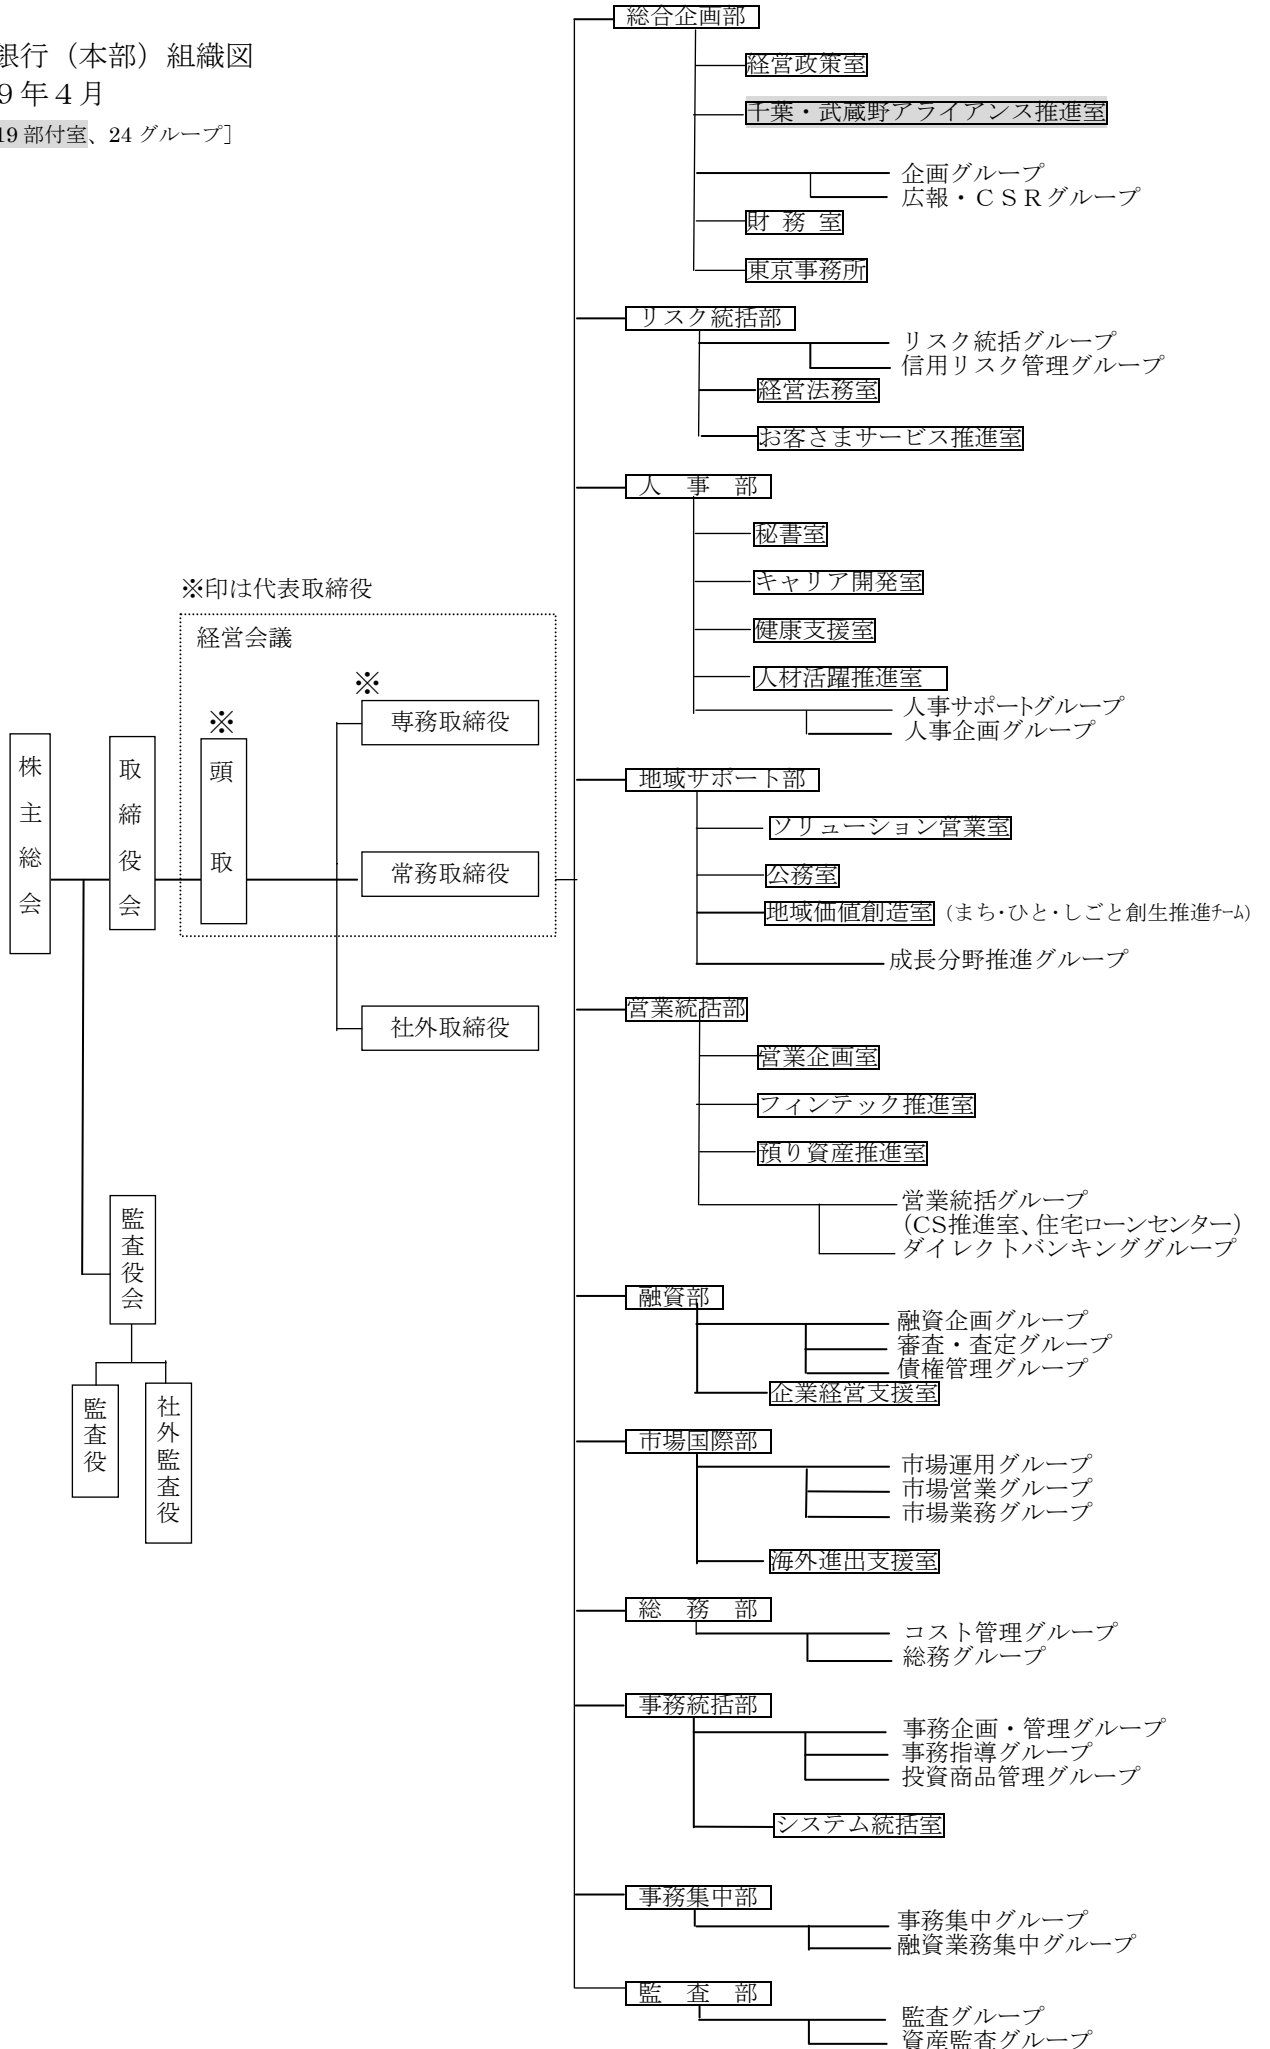 銀行（本部）組織図
9年4月
19部付室、24グループ］
総合企画部
経営政策室
千葉・武蔵野アライアンス推進室
企画グループ
広報・ＣＳＲグループ
財 務 室
東京事務所
リスク統括部
リスク統括グループ
信用リスク管理グループ
経営法務室
お客さまサービス推進室
人　事　部
秘書室
キャリア開発室
健康支援室
人材活躍推進室
人事サポートグループ
人事企画グループ
※印は代表取締役
経営会議
※
専務取締役
※
頭取
株主総会
取締役会
常務取締役
社外取締役
監査役会
監査役
社外監査役
地域サポート部
ソリューション営業室
公務室
地域価値創造室 (まち・ひと・しごと創生推進ﾁｰﾑ)
成長分野推進グループ
営業統括部
営業企画室
フィンテック推進室
預り資産推進室
営業統括グループ
（CS推進室、住宅ローンセンター）
ダイレクトバンキンググループ
融資部
融資企画グループ
審査・査定グループ
債権管理グループ
企業経営支援室
市場国際部
市場運用グループ
市場営業グループ
市場業務グループ
海外進出支援室
総　務　部
コスト管理グループ
総務グループ
事務統括部
事務企画・管理グループ
事務指導グループ
投資商品管理グループ
システム統括室
事務集中部
事務集中グループ
融資業務集中グループ
監　査　部
監査グループ
資産監査グループ